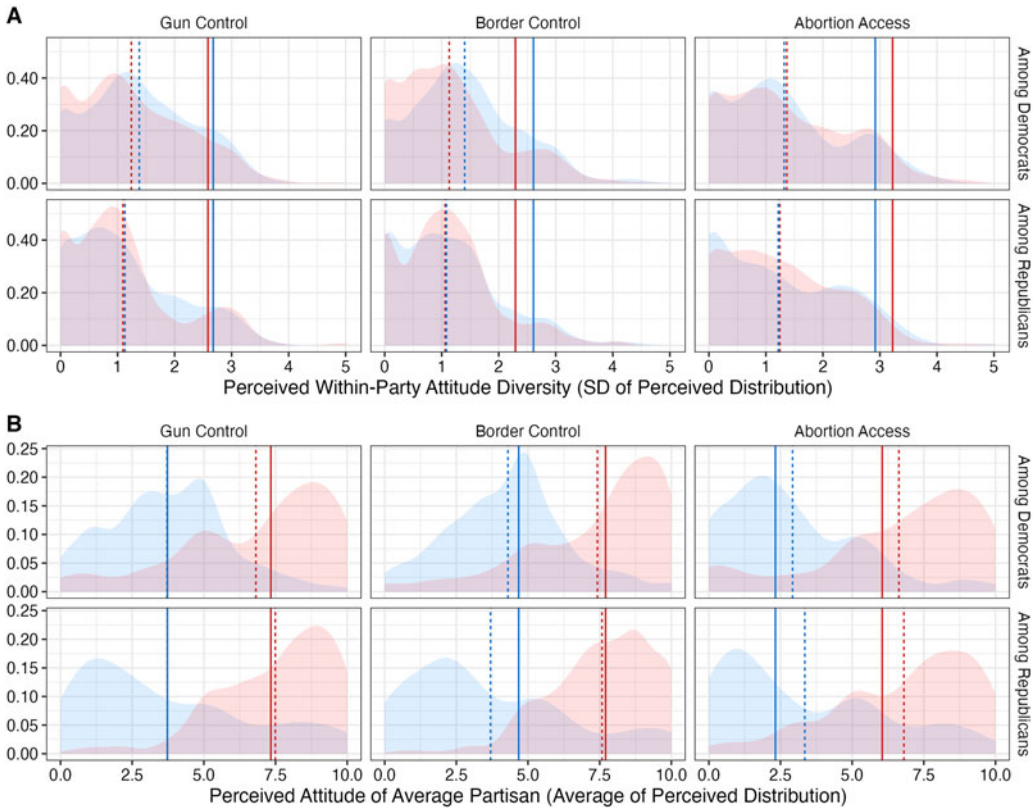 A
Gun Control Border Control Abortion Access
0.40
0.20
0.00
Among Democrats
0.40
0.20
0.00
Among Republicans
0 1 2 3 4 5 0 1 2 3 4 5 0 1 2 3 4 5
Perceived Within-Party Attitude Diversity (SD of Perceived Distribution)
B
Gun Control Border Control Abortion Access
0.25
0.20
0.15
0.10
0.05
0.00
Among Democrats
0.25
0.20
0.15
0.10
0.05
0.00
Among Republicans
0.0 2.5 5.0 7.5 10.0 0.0 2.5 5.0 7.5 10.0 0.0 2.5 5.0 7.5 10.0
Perceived Attitude of Average Partisan (Average of Perceived Distribution)